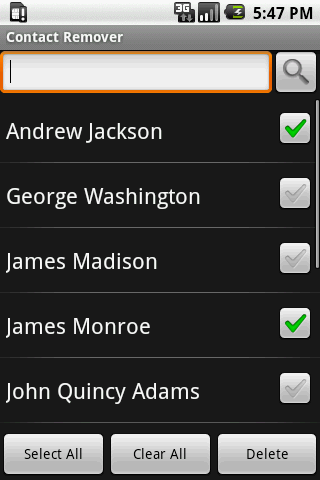 3G
5:47 PM
Contact Remover
Andrew Jackson
George Washington
James Madison
James Monroe
John Quincy Adams
Select All
Clear All
Delete